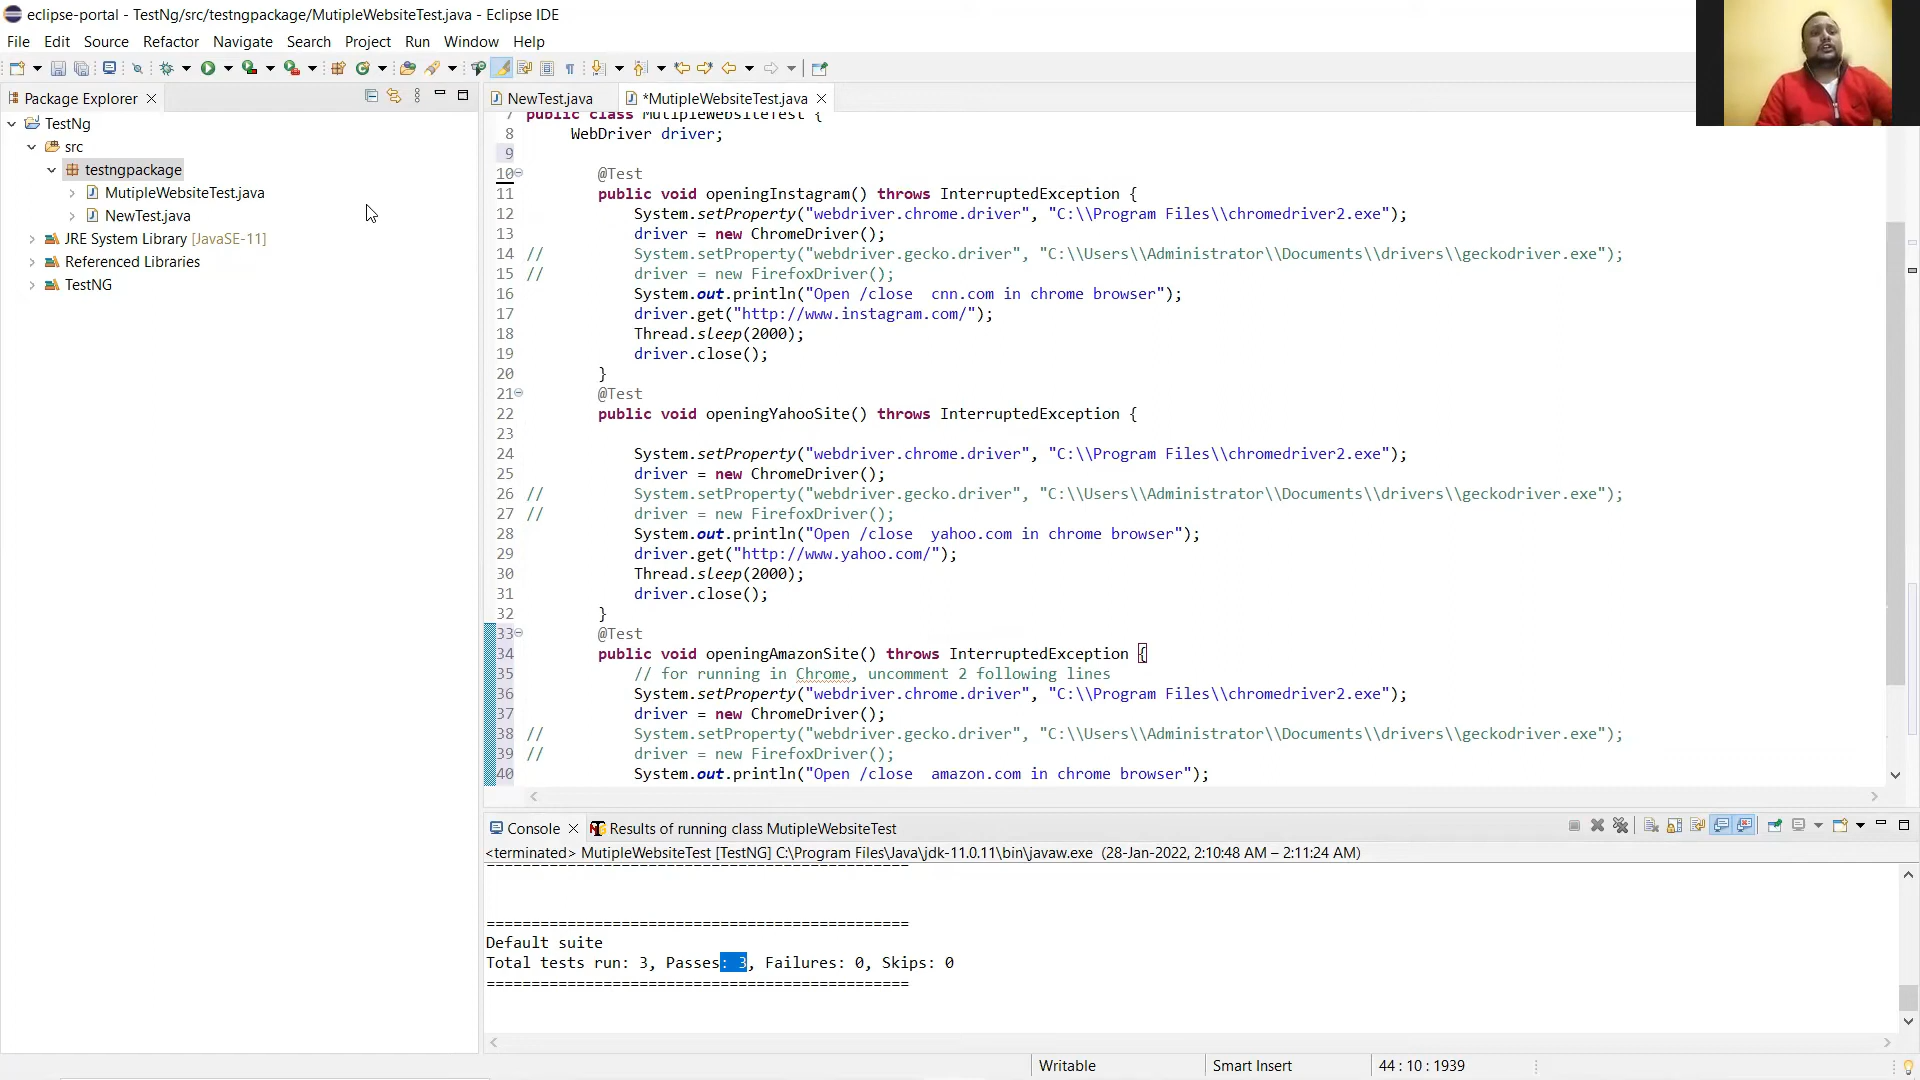 eclipse-portal - TestNg/src/testngpackage/MutipleWebsiteTest.java - Eclipse IDE
File Edit Source Refactor Navigate Search Project Run Window Help
Package Explorer
TestNg
src
testngpackage
MutipleWebsiteTest.java
NewTest.java
JRE System Library [JavaSE-11]
Referenced Libraries
TestNG
NewTest.java *MutipleWebsiteTest.java
7 public class MutipleWebsiteTest {
8 WebDriver driver;
9
10 @Test
11 public void openingInstagram() throws InterruptedException {
12 System.setProperty("webdriver.chrome.driver", "C:\\Program Files\\chromedriver2.exe");
13 driver = new ChromeDriver();
14 // System.setProperty("webdriver.gecko.driver", "C:\\Users\\Administrator\\Documents\\drivers\\geckodriver.exe");
15 // driver = new FirefoxDriver();
16 System.out.println("Open /close  cnn.com in chrome browser");
17 driver.get("http://www.instagram.com/");
18 Thread.sleep(2000);
19 driver.close();
20 }
21 @Test
22 public void openingYahooSite() throws InterruptedException {
23
24 System.setProperty("webdriver.chrome.driver", "C:\\Program Files\\chromedriver2.exe");
25 driver = new ChromeDriver();
26 // System.setProperty("webdriver.gecko.driver", "C:\\Users\\Administrator\\Documents\\drivers\\geckodriver.exe");
27 // driver = new FirefoxDriver();
28 System.out.println("Open /close  yahoo.com in chrome browser");
29 driver.get("http://www.yahoo.com/");
30 Thread.sleep(2000);
31 driver.close();
32 }
33 @Test
34 public void openingAmazonSite() throws InterruptedException {
35 // for running in Chrome, uncomment 2 following lines
36 System.setProperty("webdriver.chrome.driver", "C:\\Program Files\\chromedriver2.exe");
37 driver = new ChromeDriver();
38 // System.setProperty("webdriver.gecko.driver", "C:\\Users\\Administrator\\Documents\\drivers\\geckodriver.exe");
39 // driver = new FirefoxDriver();
40 System.out.println("Open /close  amazon.com in chrome browser");
Console Results of running class MutipleWebsiteTest
<terminated> MutipleWebsiteTest [TestNG] C:\Program Files\Java\jdk-11.0.11\bin\javaw.exe (28-Jan-2022, 2:10:48 AM – 2:11:24 AM)
===============================================
===============================================
Default suite
Total tests run: 3, Passes: 3, Failures: 0, Skips: 0
===============================================
Writable Smart Insert 44 : 10 : 1939